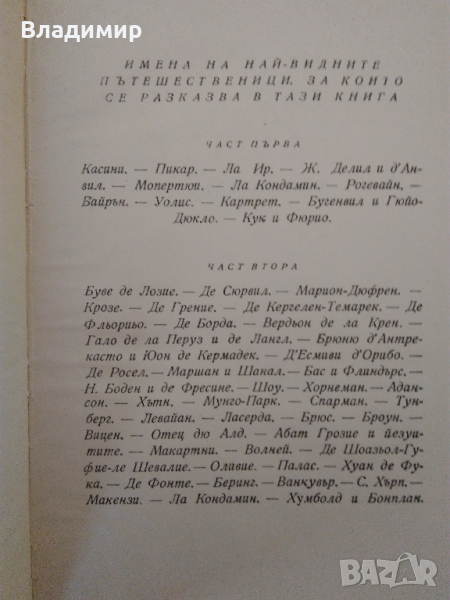 Владимир
ИМЕНА НА НАЙ-ВИДНИТЕ
ПЪТЕШЕСТВЕНИЦИ, ЗА КОИТО
СЕ РАЗКАЗВА В ТАЗИ КНИГА
ЧАСТ ПЪРВА
Касини. — Пикар. — Ла Ир. — Ж. Делил и д'Ан-
вил. — Мопертюи. — Ла Кондамин. — Рогевайн, —
Байрън. — Уолис. — Картрет. — Бугенвил и Гюйо-
Дюкло. — Кук и Фюрио.
ЧАСТ ВТОРА
Буве де Лозие. — Де Сюрвил. — Марион-Дюфрен. —
Крозе. — Де Грение. — Де Кергелен-Темарек. — Де
Фльорийо. — Де Борда. — Вердьон де ла Крен. —
Гало де ла Перуз и де Лангл. — Брюню д'Антре-
касто и Юон де Кермадек. — Д'Есмиви д'Орибо. —
Де Росел. — Маршан и Шанал. — Бас и Флиндърс. —
Н. Боден и де Фресине. — Шоу. — Хорнеман. — Адан-
сон. — Хътн. — Мунго-Парк. — Спарман. — Тун-
берг. — Левайан. — Ласерда. — Брюс. — Броун. —
Вицен. — Отец дю Алд. — Абат Грозие и йезуи-
тите. — Макартни. — Волней. — Де Шоазьол-Гу-
фие-ле Шевалие. — Оливие. — Палас. — Хуан де Фу-
ка. — Де Фонте. — Беринг. — Ванкувър. — С. Хърн. —
Макензи. — Ла Кондамин. — Хумболд и Бонплан.
BAZAR